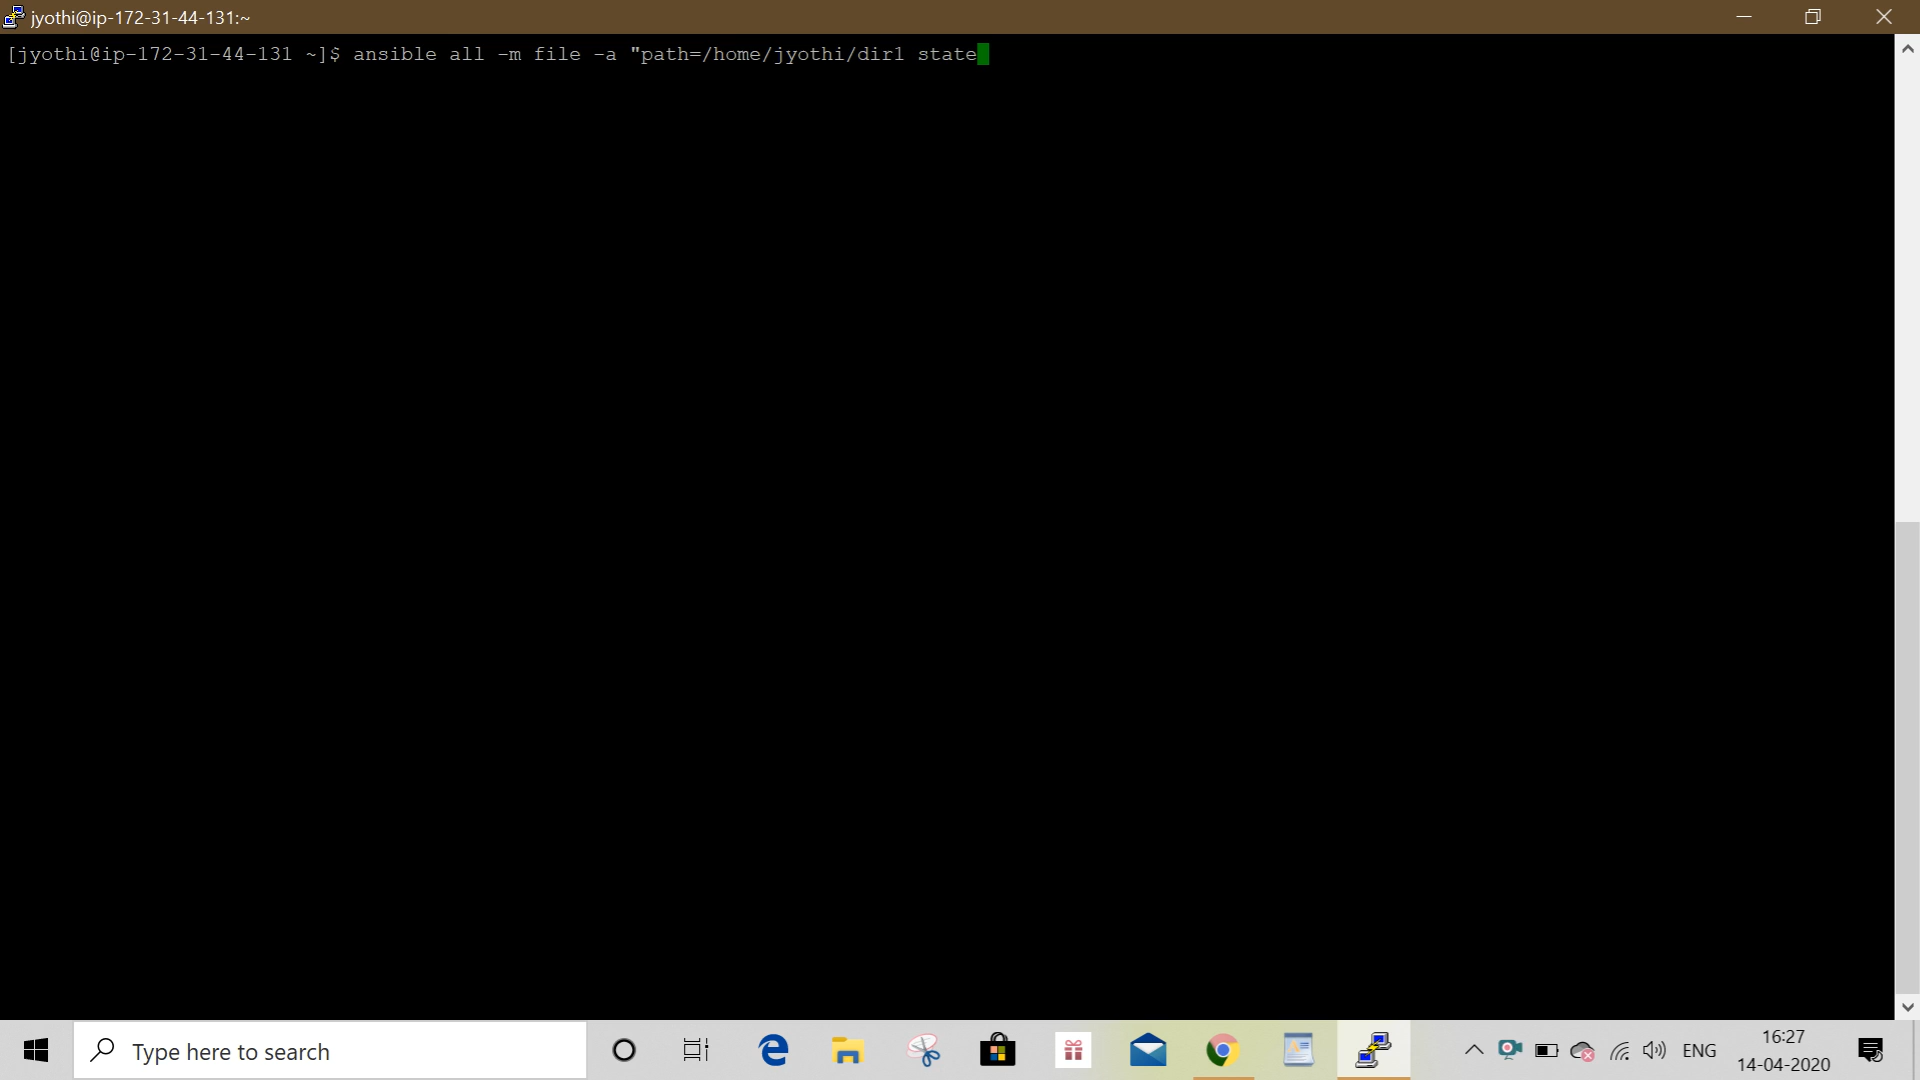 jyothi@ip-172-31-44-131:~
[jyothi@ip-172-31-44-131 ~]$ ansible all -m file -a "path=/home/jyothi/dir1 state
Type here to search
ENG
16:27
14-04-2020